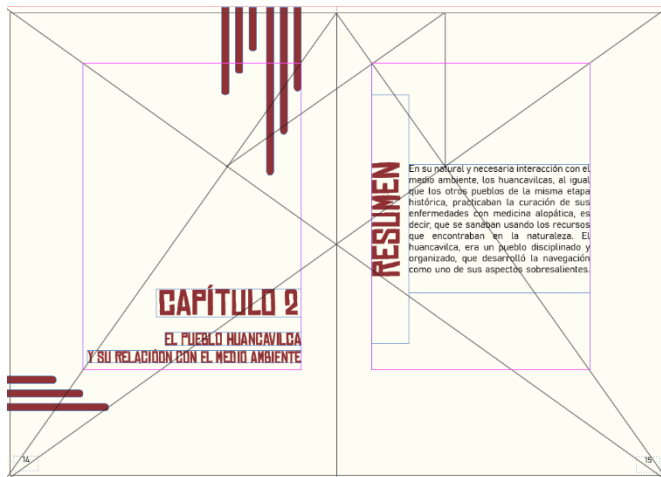 CAPÍTULO 2
EL PUEBLO HUANCAVILCA
Y SU RELACIÓON CON EL MEDIO AMBIENTE
14
RESUMEN
En su natural y necesaria interacción con el
medio ambiente, los huancavilcas, al igual
que los otros pueblos de la misma etapa
histórica, practicaban la curación de sus
enfermedades con medicina alopática, es
decir, que se sanaban usando los recursos
que encontraban en la naturaleza. El
huancavilca, era un pueblo disciplinado y
organizado, que desarrolló la navegación
como uno de sus aspectos sobresalientes.
15